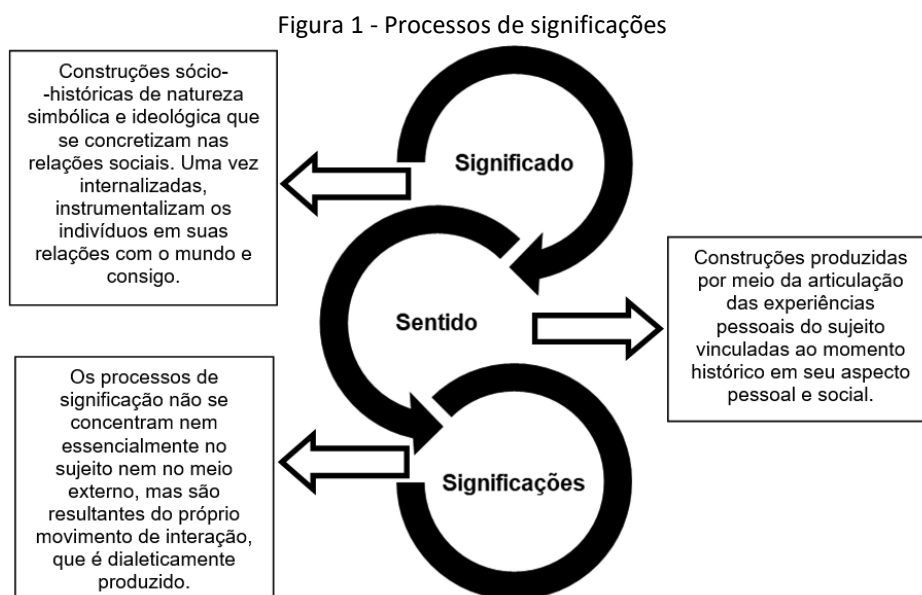 Figura 1 - Processos de significações
Construções sócio-
-históricas de natureza
simbólica e ideológica que
se concretizam nas
relações sociais. Uma vez
internalizadas,
instrumentalizam os
indivíduos em suas
relações com o mundo e
consigo.
Significado
Sentido
Construções produzidas
por meio da articulação
das experiências
pessoais do sujeito
vinculadas ao momento
histórico em seu aspecto
pessoal e social.
Os processos de
significação não se
concentram nem
essencialmente no
sujeito nem no meio
externo, mas são
resultantes do próprio
movimento de interação,
que é dialeticamente
produzido.
Significações